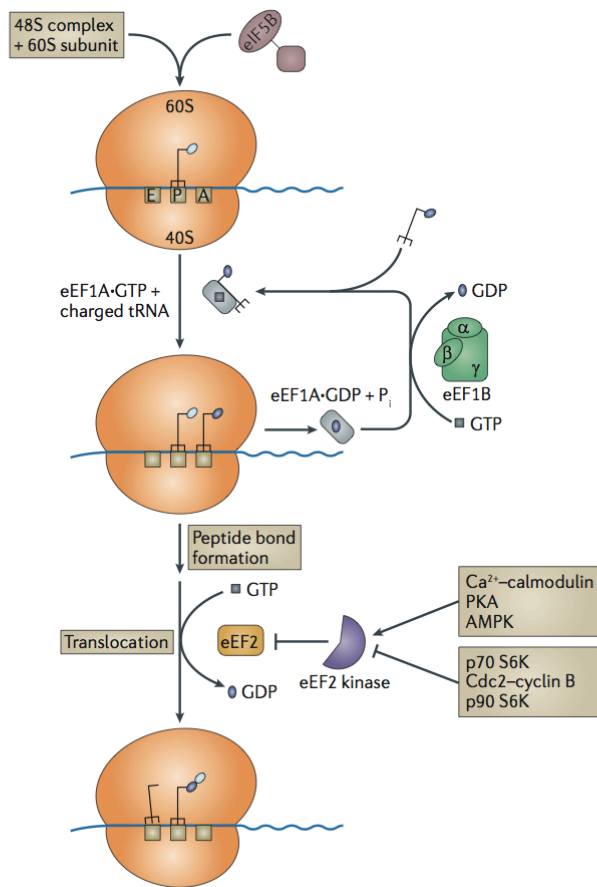 48S complex
+ 60S subunit
eIF5B
60S
E P A
40S
eEF1A•GTP +
charged tRNA
GDP
α
β
γ
eEF1B
GTP
eEF1A•GDP + Pi
Peptide bond
formation
GTP
Translocation
eEF2
GDP
eEF2 kinase
Ca²⁺–calmodulin
PKA
AMPK
p70 S6K
Cdc2–cyclin B
p90 S6K